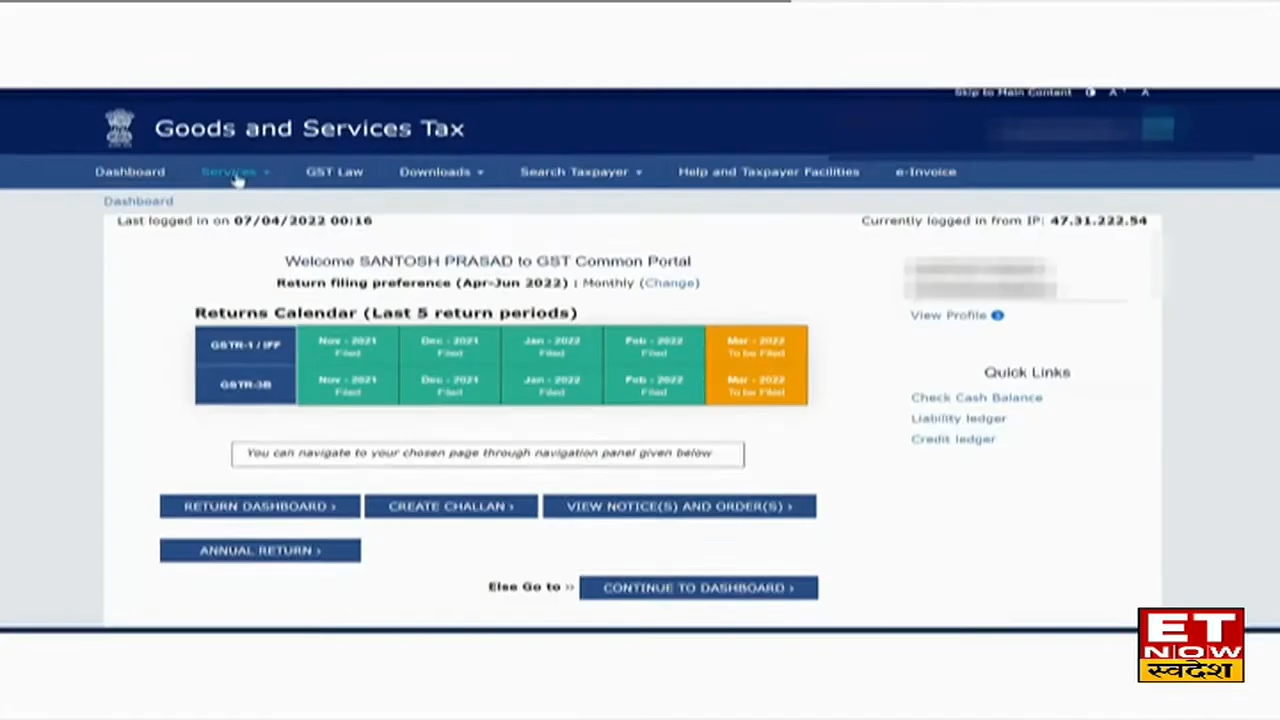 Skip to Main Content A+ A
Goods and Services Tax
Dashboard Services GST Law Downloads Search Taxpayer Help and Taxpayer Facilities e-Invoice
Dashboard
Last logged in on 07/04/2022 00:16
Currently logged in from IP: 47.31.222.54
Welcome SANTOSH PRASAD to GST Common Portal
Return filing preference (Apr-Jun 2022) : Monthly (Change)
View Profile
Returns Calendar (Last 5 return periods)
GSTR-1 / IFF Nov - 2021 Dec - 2021 Jan - 2022 Feb - 2022 Mar - 2022
Filed Filed Filed Filed To be Filed
GSTR-3B Nov - 2021 Dec - 2021 Jan - 2022 Feb - 2022 Mar - 2022
Filed Filed Filed Filed To be Filed
Quick Links
Check Cash Balance
Liability ledger
Credit ledger
You can navigate to your chosen page through navigation panel given below
RETURN DASHBOARD › CREATE CHALLAN › VIEW NOTICE(S) AND ORDER(S) ›
ANNUAL RETURN ›
Else Go to » CONTINUE TO DASHBOARD ›
ET
NOW
स्वदेश